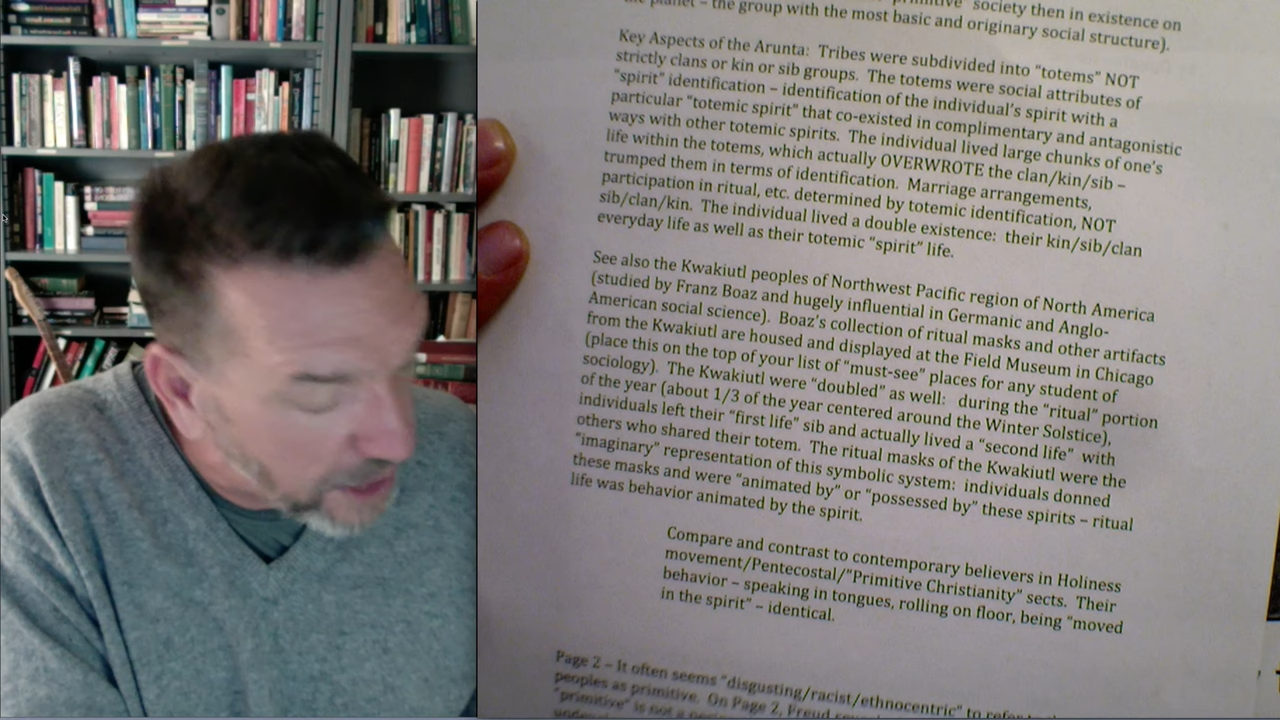 "primitive" society then in existence on
the planet – the group with the most basic and originary social structure).
Key Aspects of the Arunta: Tribes were subdivided into "totems" NOT
strictly clans or kin or sib groups. The totems were social attributes of
"spirit" identification – identification of the individual's spirit with a
particular "totemic spirit" that co-existed in complimentary and antagonistic
ways with other totemic spirits. The individual lived large chunks of one's
life within the totems, which actually OVERWROTE the clan/kin/sib –
trumped them in terms of identification. Marriage arrangements,
participation in ritual, etc. determined by totemic identification, NOT
sib/clan/kin. The individual lived a double existence: their kin/sib/clan
everyday life as well as their totemic "spirit" life.
See also the Kwakiutl peoples of Northwest Pacific region of North America
(studied by Franz Boaz and hugely influential in Germanic and Anglo-
American social science). Boaz's collection of ritual masks and other artifacts
from the Kwakiutl are housed and displayed at the Field Museum in Chicago
(place this on the top of your list of "must-see" places for any student of
sociology). The Kwakiutl were "doubled" as well: during the "ritual" portion
of the year (about 1/3 of the year centered around the Winter Solstice),
individuals left their "first life" sib and actually lived a "second life" with
others who shared their totem. The ritual masks of the Kwakiutl were the
"imaginary" representation of this symbolic system: individuals donned
these masks and were "animated by" or "possessed by" these spirits – ritual
life was behavior animated by the spirit.
Compare and contrast to contemporary believers in Holiness
movement/Pentecostal/"Primitive Christianity" sects. Their
behavior – speaking in tongues, rolling on floor, being "moved
in the spirit" – identical.
Page 2 – It often seems "disgusting/racist/ethnocentric" to refer to
peoples as primitive. On Page 2, Freud
"primitive" is not a